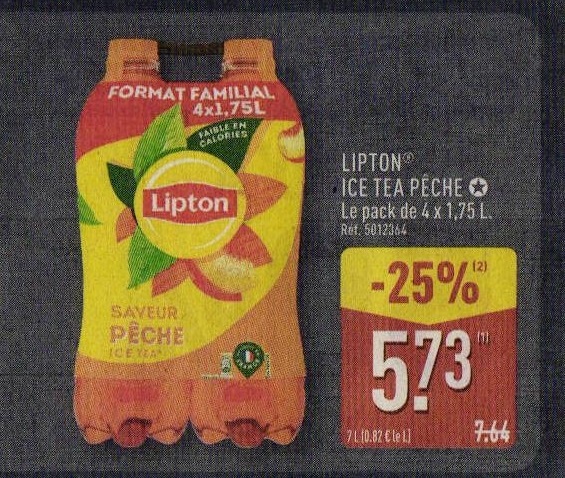 FORMAT FAMILIAL
4x1,75L
FAIBLE EN
CALORIES
Lipton
SAVEUR
PÊCHE
ICE TEA
LIPTON®
ICE TEA PÊCHE ✪
Le pack de 4 x 1,75 L.
Réf. 5012364
-25% (2)
5.73 (1)
7 L (0.82 € le L)
7.64